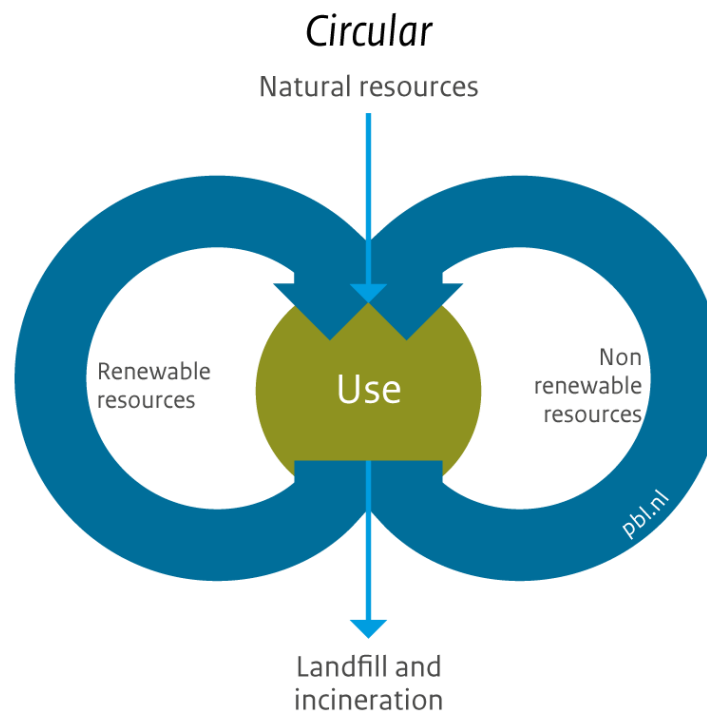 Circular
Natural resources
Renewable
resources
Use
Non
renewable
resources
pbl.nl
Landfill and
incineration